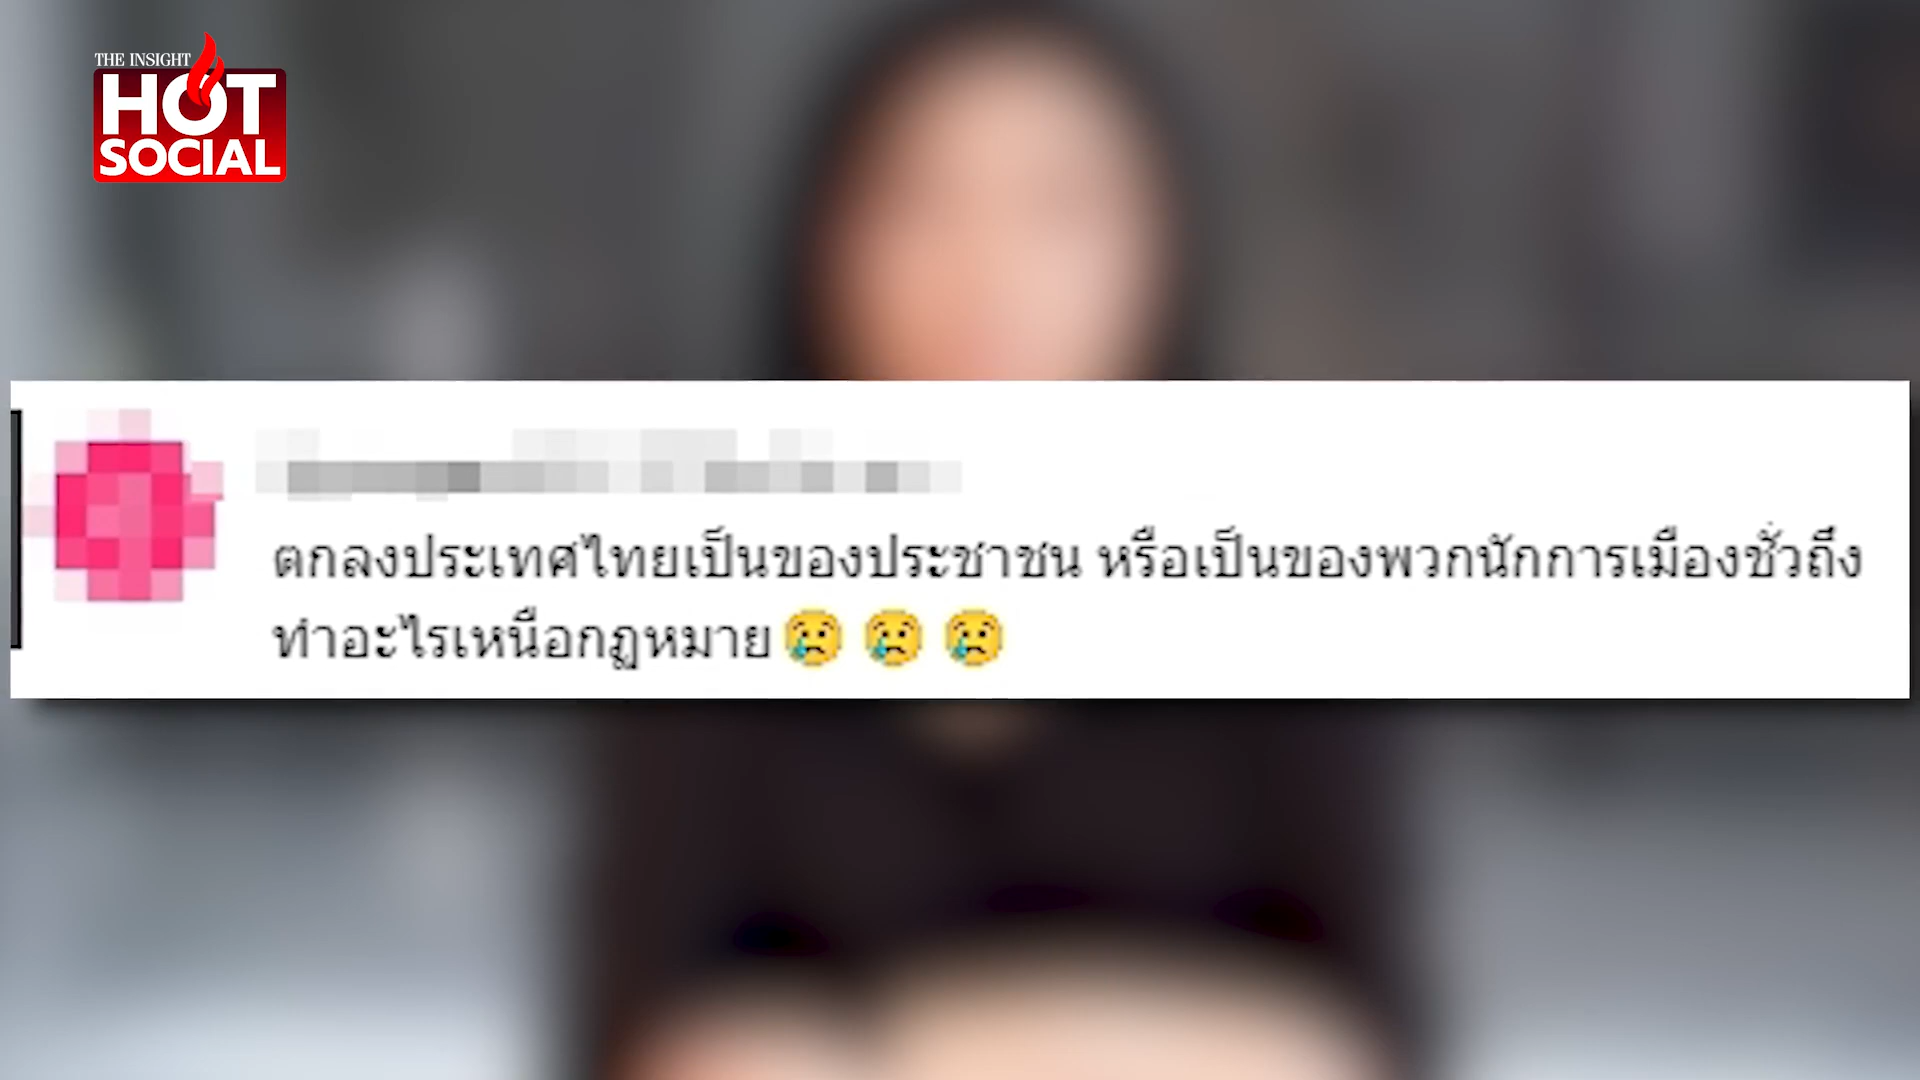 THE INSIGHT
HOT
SOCIAL
ตกลงประเทศไทยเป็นของประชาชน หรือเป็นของพวกนักการเมืองชั่วถึง
ทำอะไรเหนือกฏหมาย😢 😢 😢